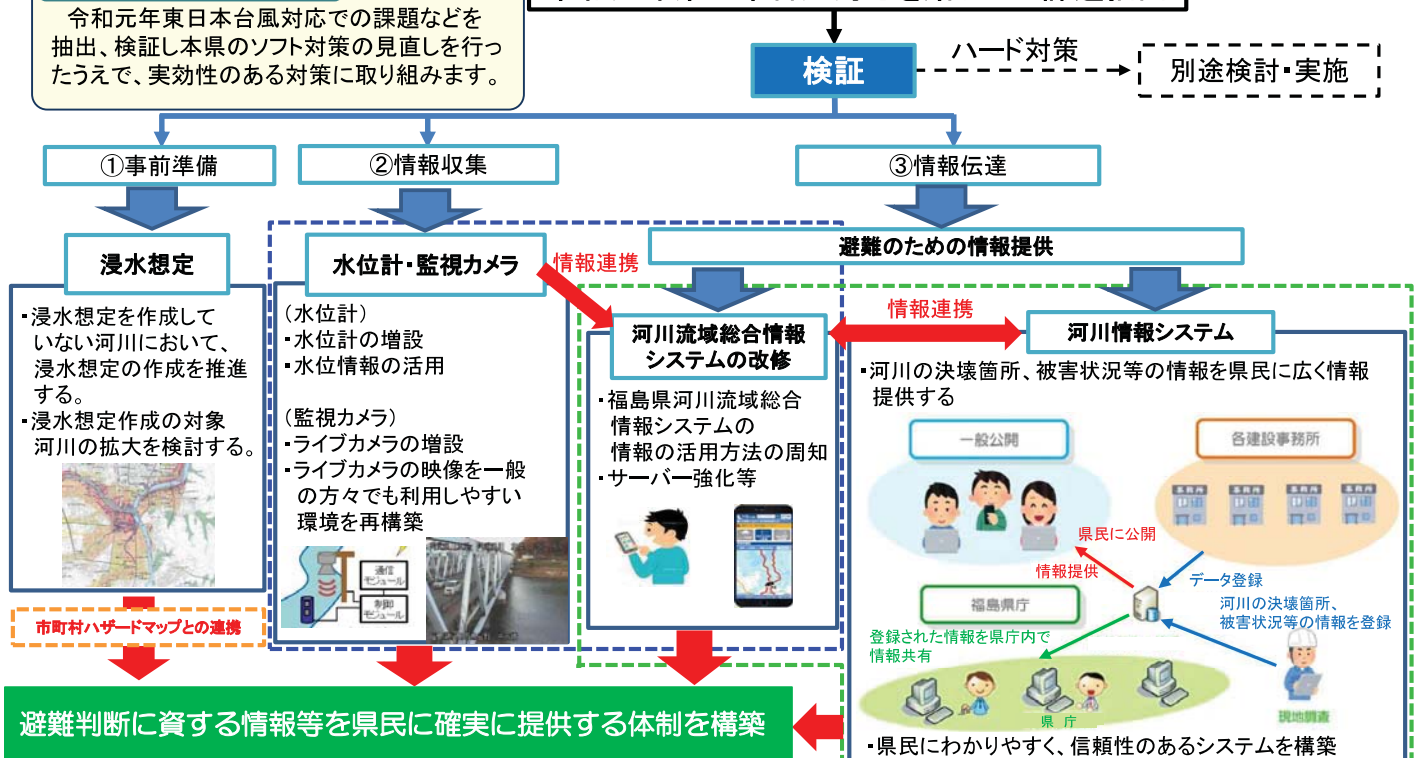 令和元年東日本台風対応での課題などを
抽出、検証し本県のソフト対策の見直しを行っ
たうえで、実効性のある対策に取り組みます。
検証
ハード対策
別途検討・実施
①事前準備
②情報収集
③情報伝達
避難のための情報提供
浸水想定
・浸水想定を作成して
いない河川において、
浸水想定の作成を推進
する。
・浸水想定作成の対象
河川の拡大を検討する。
市町村ハザードマップとの連携
水位計・監視カメラ
(水位計)
・水位計の増設
・水位情報の活用
(監視カメラ)
・ライブカメラの増設
・ライブカメラの映像を一般
の方々でも利用しやすい
環境を再構築
通信
モジュール
制御
モジュール
情報連携
河川流域総合情報
システムの改修
・福島県河川流域総合
情報システムの
情報の活用方法の周知
・サーバー強化等
情報連携
河川情報システム
・河川の決壊箇所、被害状況等の情報を県民に広く情報
提供する
一般公開
各建設事務所
事務所
事務所
事務所
事務所
県民に公開
情報提供
データ登録
河川の決壊箇所、
被害状況等の情報を登録
福島県庁
登録された情報を県庁内で
情報共有
県 庁
現地調査
・県民にわかりやすく、信頼性のあるシステムを構築
避難判断に資する情報等を県民に確実に提供する体制を構築